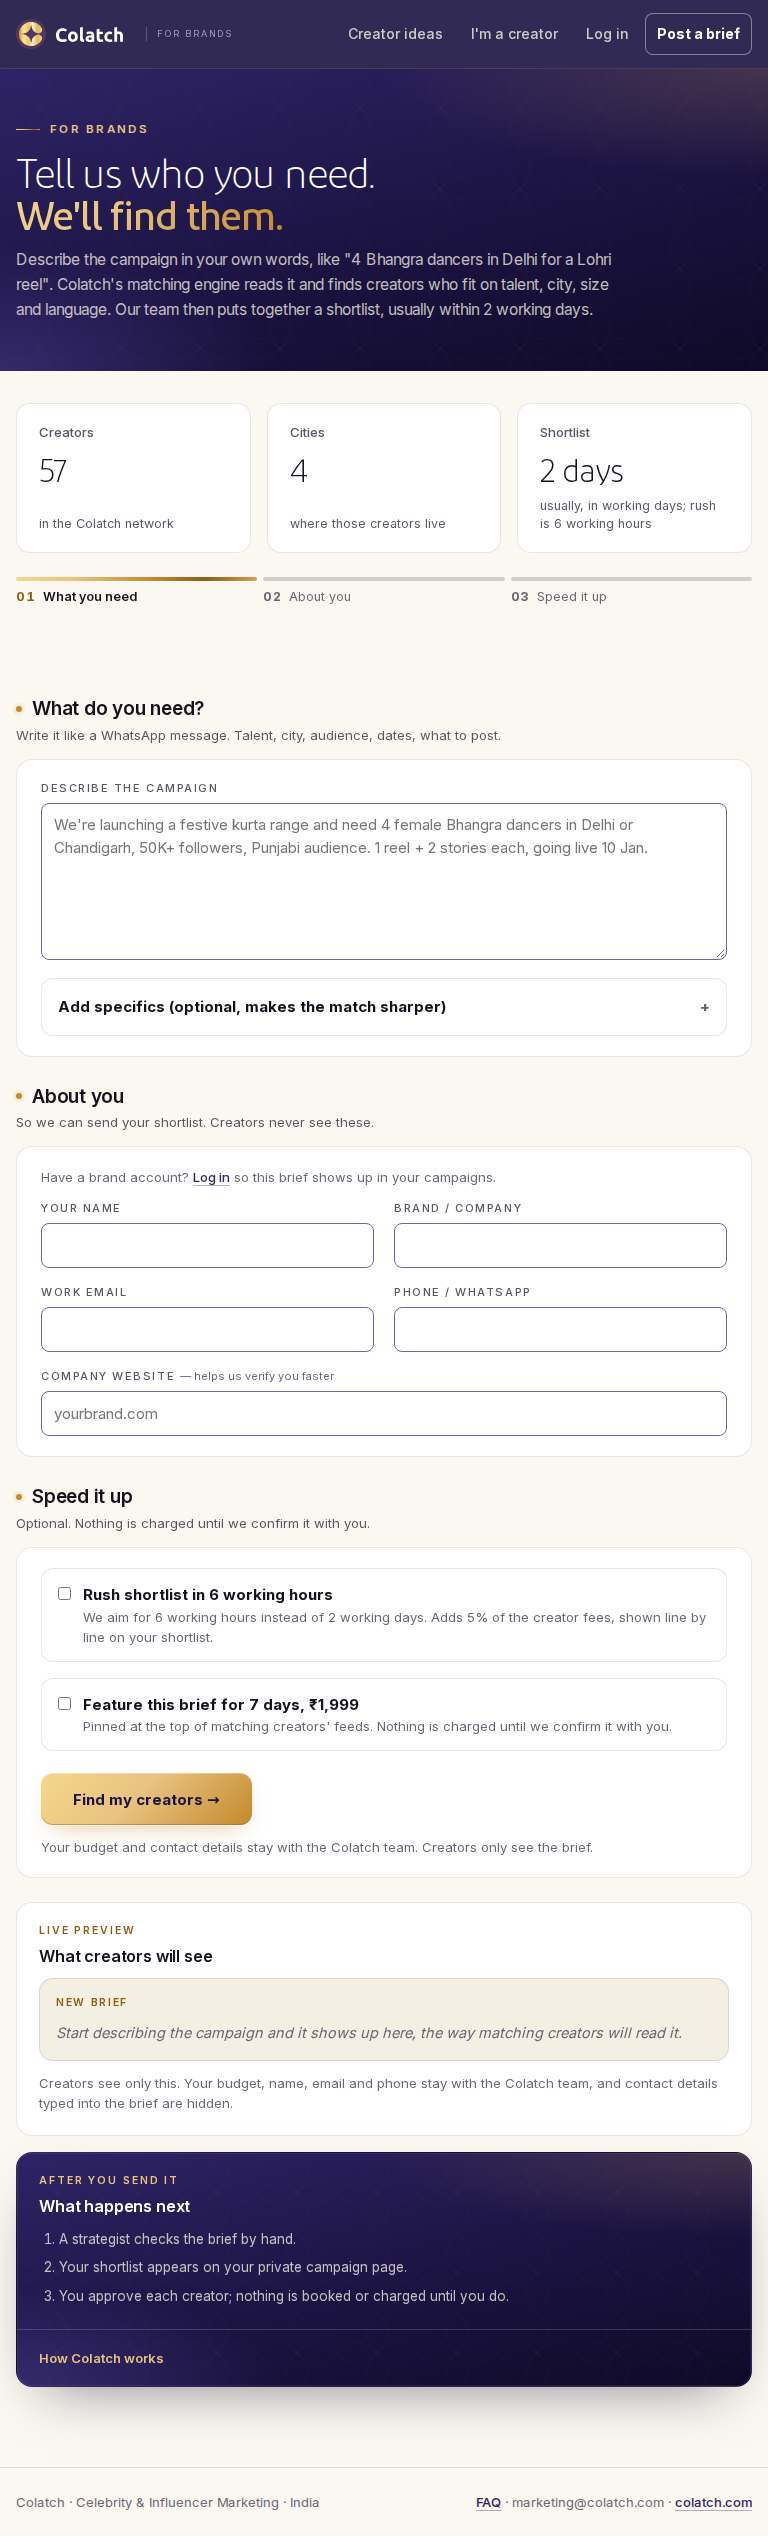 Colatch
FOR BRANDS
Creator ideas
I'm a creator
Log in
Post a brief
FOR BRANDS
Tell us who you need.
We'll find them.
Describe the campaign in your own words, like "4 Bhangra dancers in Delhi for a Lohri
reel". Colatch's matching engine reads it and finds creators who fit on talent, city, size
and language. Our team then puts together a shortlist, usually within 2 working days.
Creators
57
in the Colatch network
Cities
4
where those creators live
Shortlist
2 days
usually, in working days; rush
is 6 working hours
01 What you need
02 About you
03 Speed it up
What do you need?
Write it like a WhatsApp message. Talent, city, audience, dates, what to post.
DESCRIBE THE CAMPAIGN
We're launching a festive kurta range and need 4 female Bhangra dancers in Delhi or
Chandigarh, 50K+ followers, Punjabi audience. 1 reel + 2 stories each, going live 10 Jan.
Add specifics (optional, makes the match sharper) +
About you
So we can send your shortlist. Creators never see these.
Have a brand account? Log in so this brief shows up in your campaigns.
YOUR NAME
BRAND / COMPANY
WORK EMAIL
PHONE / WHATSAPP
COMPANY WEBSITE — helps us verify you faster
yourbrand.com
Speed it up
Optional. Nothing is charged until we confirm it with you.
Rush shortlist in 6 working hours
We aim for 6 working hours instead of 2 working days. Adds 5% of the creator fees, shown line by
line on your shortlist.
Feature this brief for 7 days, ₹1,999
Pinned at the top of matching creators' feeds. Nothing is charged until we confirm it with you.
Find my creators →
Your budget and contact details stay with the Colatch team. Creators only see the brief.
LIVE PREVIEW
What creators will see
NEW BRIEF
Start describing the campaign and it shows up here, the way matching creators will read it.
Creators see only this. Your budget, name, email and phone stay with the Colatch team, and contact details
typed into the brief are hidden.
AFTER YOU SEND IT
What happens next
1. A strategist checks the brief by hand.
2. Your shortlist appears on your private campaign page.
3. You approve each creator; nothing is booked or charged until you do.
How Colatch works
Colatch · Celebrity & Influencer Marketing · India
FAQ · marketing@colatch.com · colatch.com